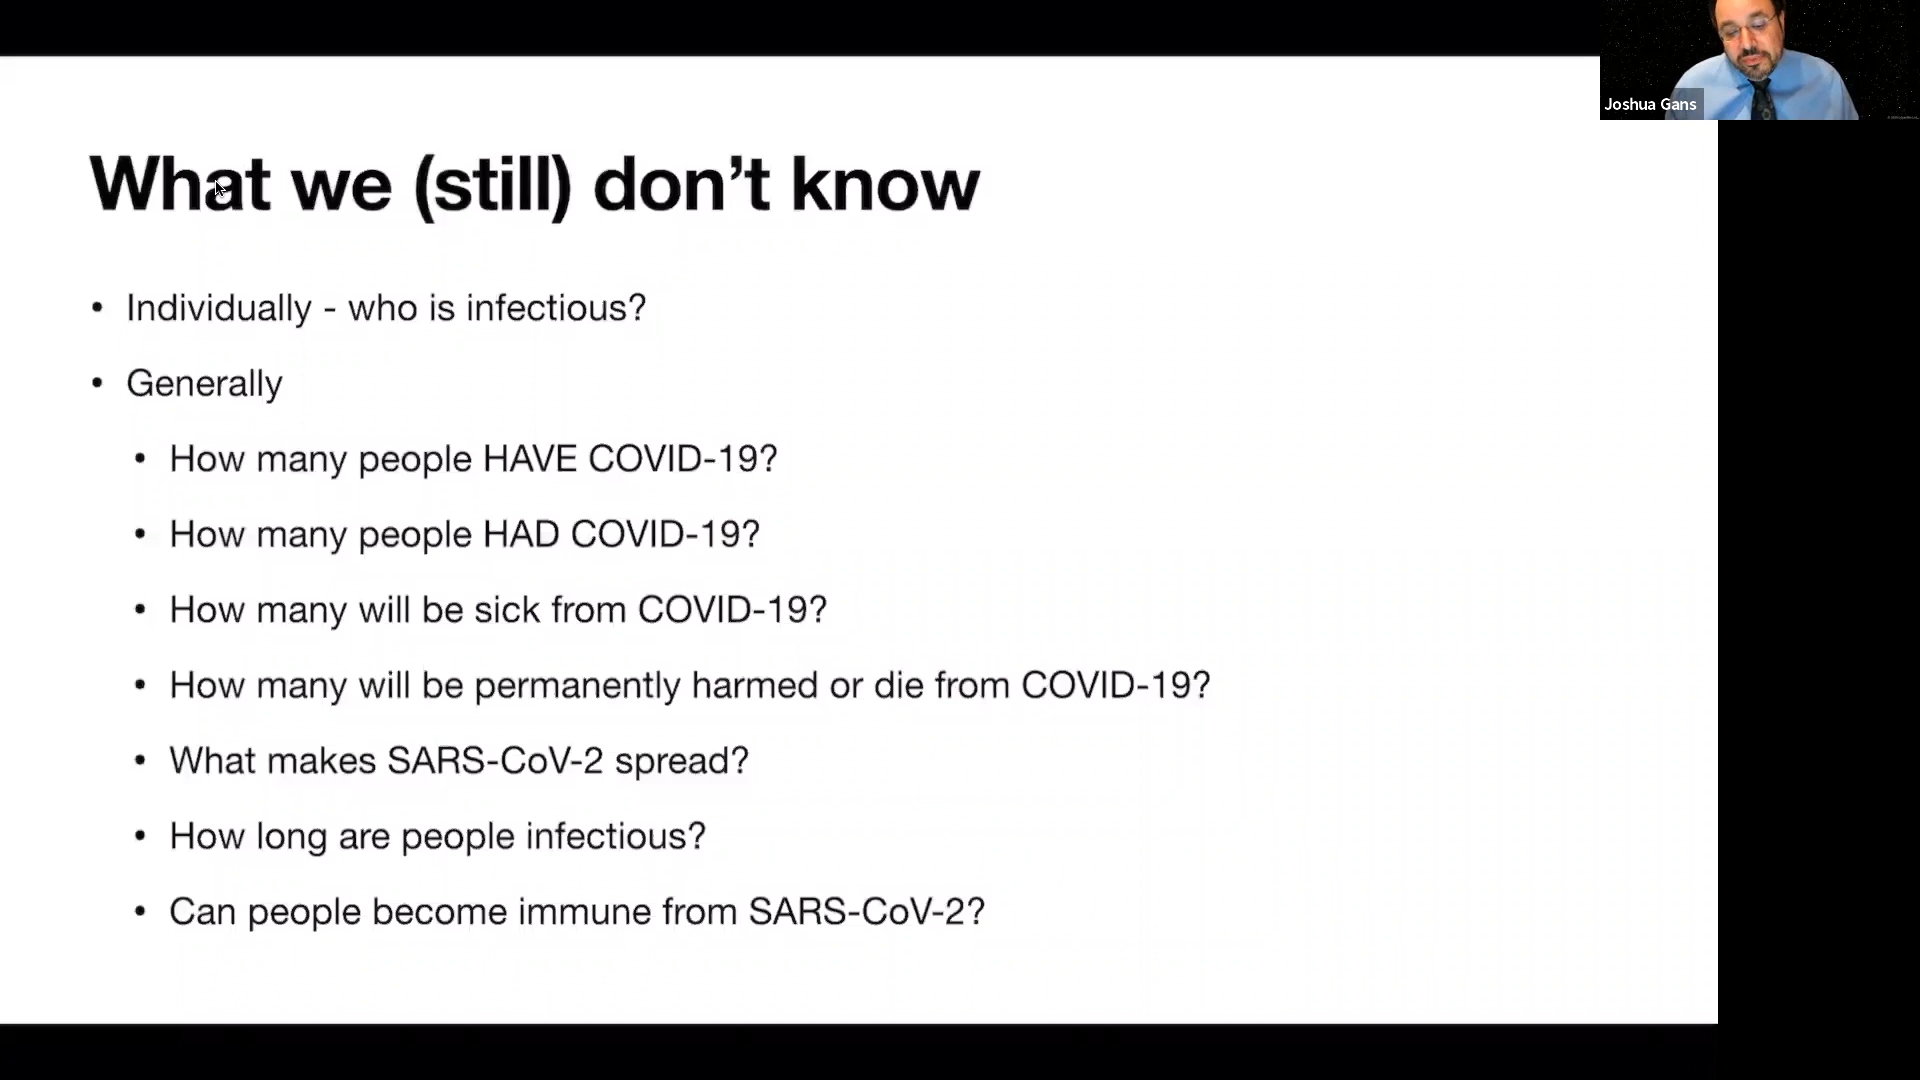 Joshua Gans
What we (still) don’t know
• Individually - who is infectious?
• Generally
• How many people HAVE COVID-19?
• How many people HAD COVID-19?
• How many will be sick from COVID-19?
• How many will be permanently harmed or die from COVID-19?
• What makes SARS-CoV-2 spread?
• How long are people infectious?
• Can people become immune from SARS-CoV-2?